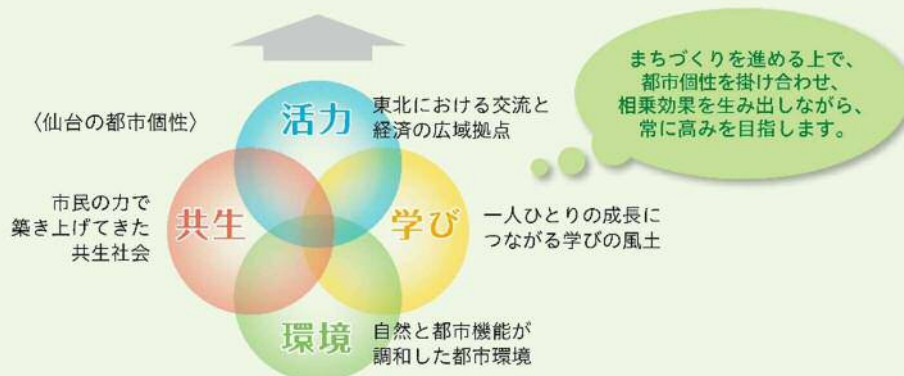 まちづくりを進める上で、
都市個性を掛け合わせ、
相乗効果を生み出しながら、
常に高みを目指します。
〈仙台の都市個性〉
活力
東北における交流と
経済の広域拠点
市民の力で
築き上げてきた
共生社会
共生
学び
一人ひとりの成長に
つながる学びの風土
環境
自然と都市機能が
調和した都市環境